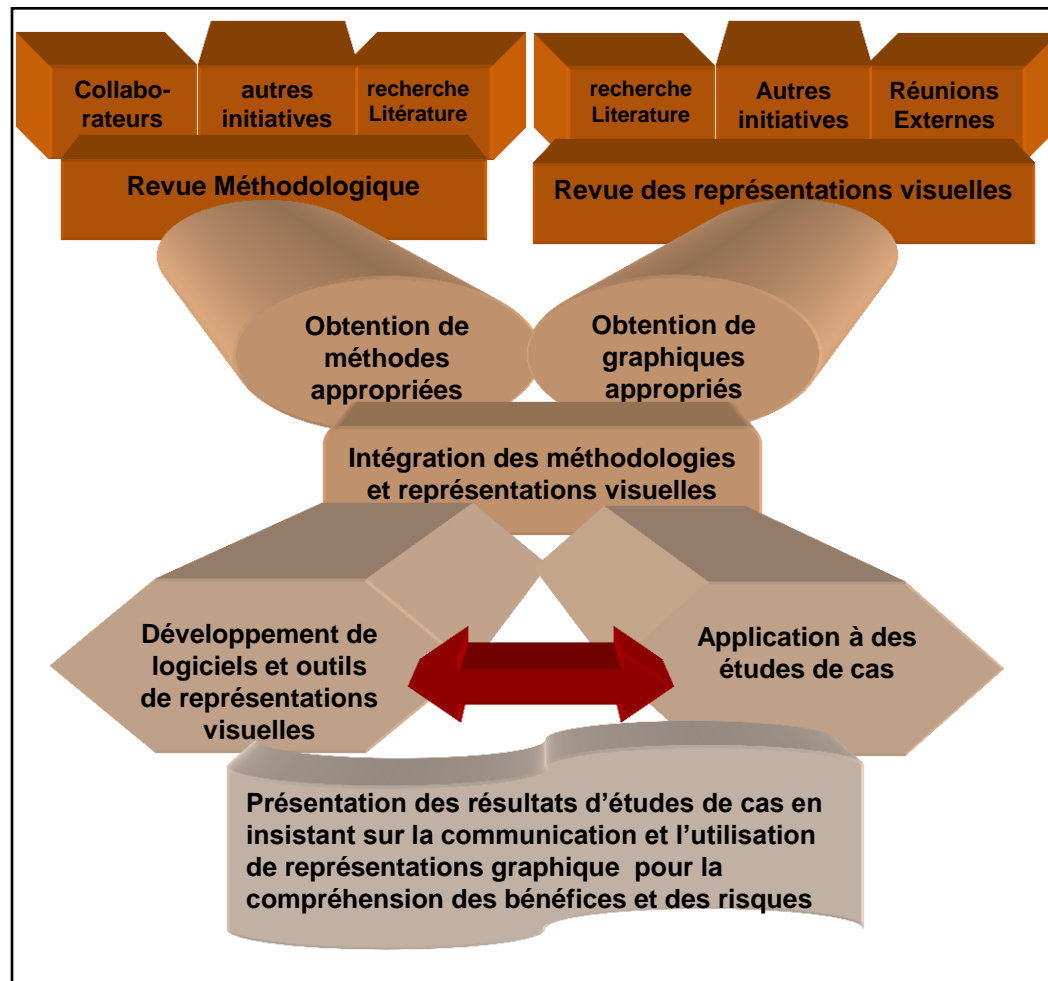 Collabo-
rateurs
autres
initiatives
recherche
Litérature
recherche
Literature
Autres
initiatives
Réunions
Externes
Revue Méthodologique
Revue des représentations visuelles
Obtention de
méthodes
appropriées
Obtention de
graphiques
appropriés
Intégration des méthodologies
et représentations visuelles
Développement de
logiciels et outils
de représentations
visuelles
Application à des
études de cas
Présentation des résultats d’études de cas en
insistant sur la communication et l’utilisation
de représentations graphique  pour la
compréhension des bénéfices et des risques